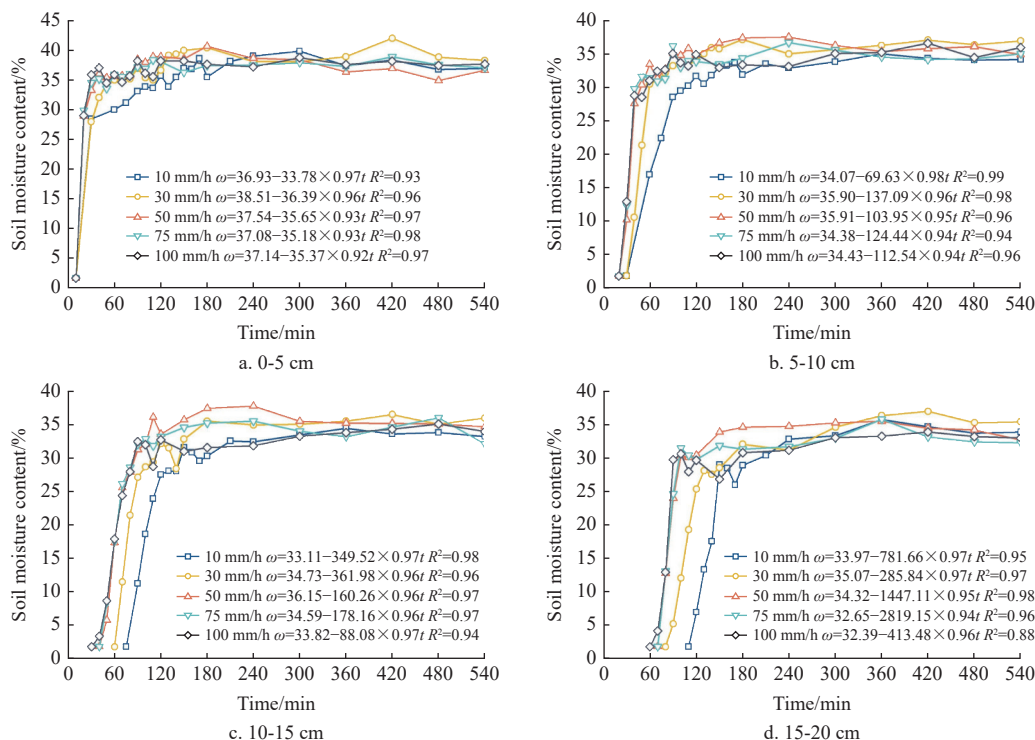 Soil moisture content/%
45
40
35
30
25
20
15
10
5
0
10 mm/h ω=36.93−33.78×0.97t R²=0.93
30 mm/h ω=38.51−36.39×0.96t R²=0.96
50 mm/h ω=37.54−35.65×0.93t R²=0.97
75 mm/h ω=37.08−35.18×0.93t R²=0.98
100 mm/h ω=37.14−35.37×0.92t R²=0.97
0 60 120 180 240 300 360 420 480 540
Time/min
a. 0-5 cm
Soil moisture content/%
40
35
30
25
20
15
10
5
0
10 mm/h ω=34.07-69.63×0.98t R²=0.99
30 mm/h ω=35.90-137.09×0.96t R²=0.98
50 mm/h ω=35.91-103.95×0.95t R²=0.96
75 mm/h ω=34.38-124.44×0.94t R²=0.94
100 mm/h ω=34.43−112.54×0.94t R²=0.96
0 60 120 180 240 300 360 420 480 540
Time/min
b. 5-10 cm
Soil moisture content/%
40
35
30
25
20
15
10
5
0
10 mm/h ω=33.11−349.52×0.97t R²=0.98
30 mm/h ω=34.73−361.98×0.96t R²=0.96
50 mm/h ω=36.15−160.26×0.96t R²=0.97
75 mm/h ω=34.59−178.16×0.96t R²=0.97
100 mm/h ω=33.82−88.08×0.97t R²=0.94
0 60 120 180 240 300 360 420 480 540
Time/min
c. 10-15 cm
Soil moisture content/%
40
35
30
25
20
15
10
5
0
10 mm/h ω=33.97−781.66×0.97t R²=0.95
30 mm/h ω=35.07−285.84×0.97t R²=0.97
50 mm/h ω=34.32−1447.11×0.95t R²=0.98
75 mm/h ω=32.65−2819.15×0.94t R²=0.96
100 mm/h ω=32.39−413.48×0.96t R²=0.88
0 60 120 180 240 300 360 420 480 540
Time/min
d. 15-20 cm